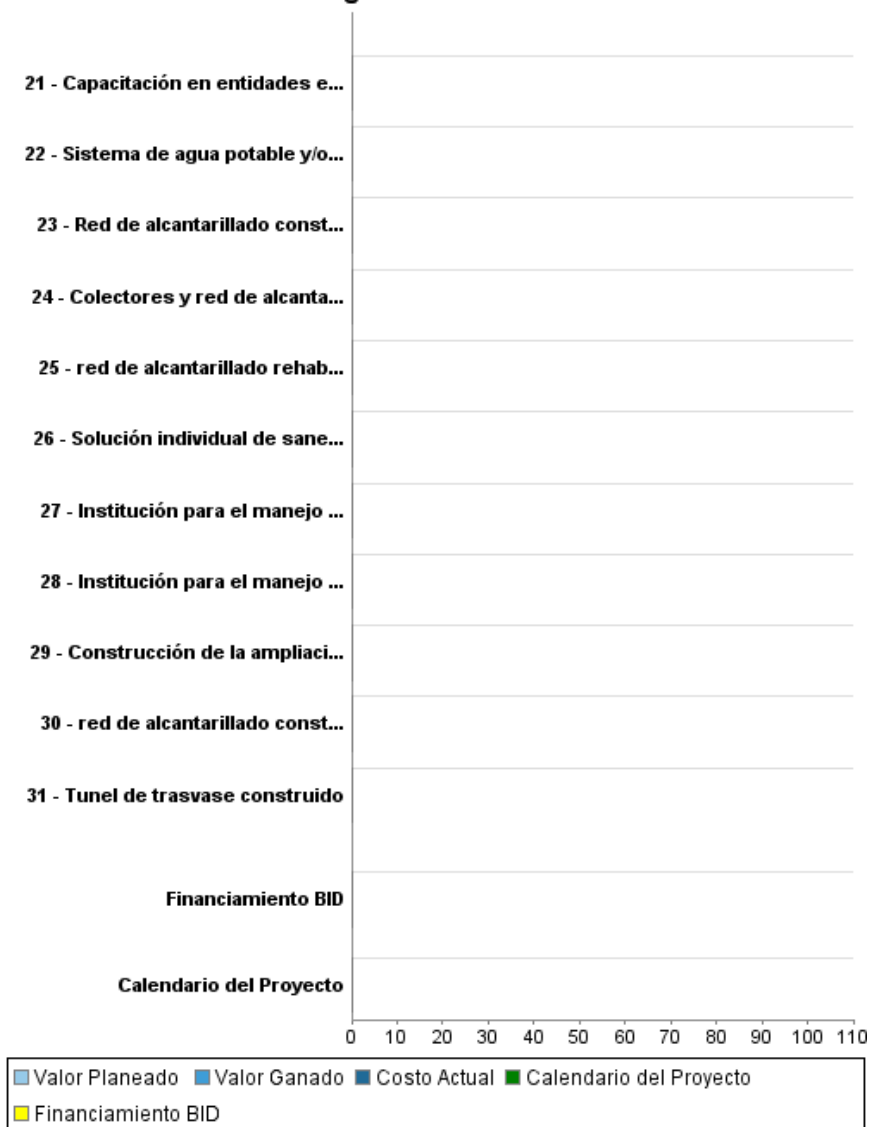 21 - Capacitación en entidades e...
22 - Sistema de agua potable y/o...
23 - Red de alcantarillado const...
24 - Colectores y red de alcanta...
25 - red de alcantarillado rehab...
26 - Solución individual de sane...
27 - Institución para el manejo ...
28 - Institución para el manejo ...
29 - Construcción de la ampliaci...
30 - red de alcantarillado const...
31 - Tunel de trasvase construido
Financiamiento BID
Calendario del Proyecto
0 10 20 30 40 50 60 70 80 90 100 110
Valor Planeado Valor Ganado Costo Actual Calendario del Proyecto
Financiamiento BID